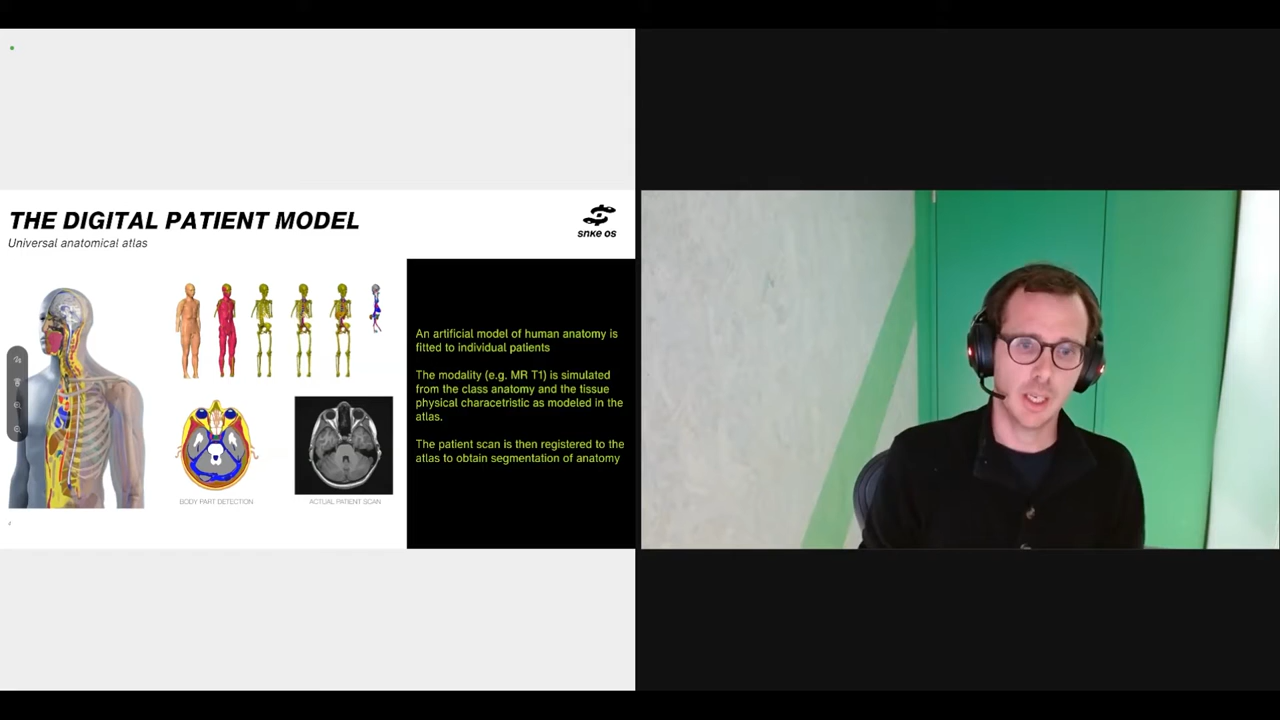 THE DIGITAL PATIENT MODEL
Universal anatomical atlas
snke os
An artificial model of human anatomy is
fitted to individual patients
The modality (e.g. MR T1) is simulated
from the class anatomy and the tissue
physical charecetristic as modeled in the
atlas.
The patient scan is then registered to the
atlas to obtain segmentation of anatomy
BODY PART DETECTION
ACTUAL PATIENT SCAN